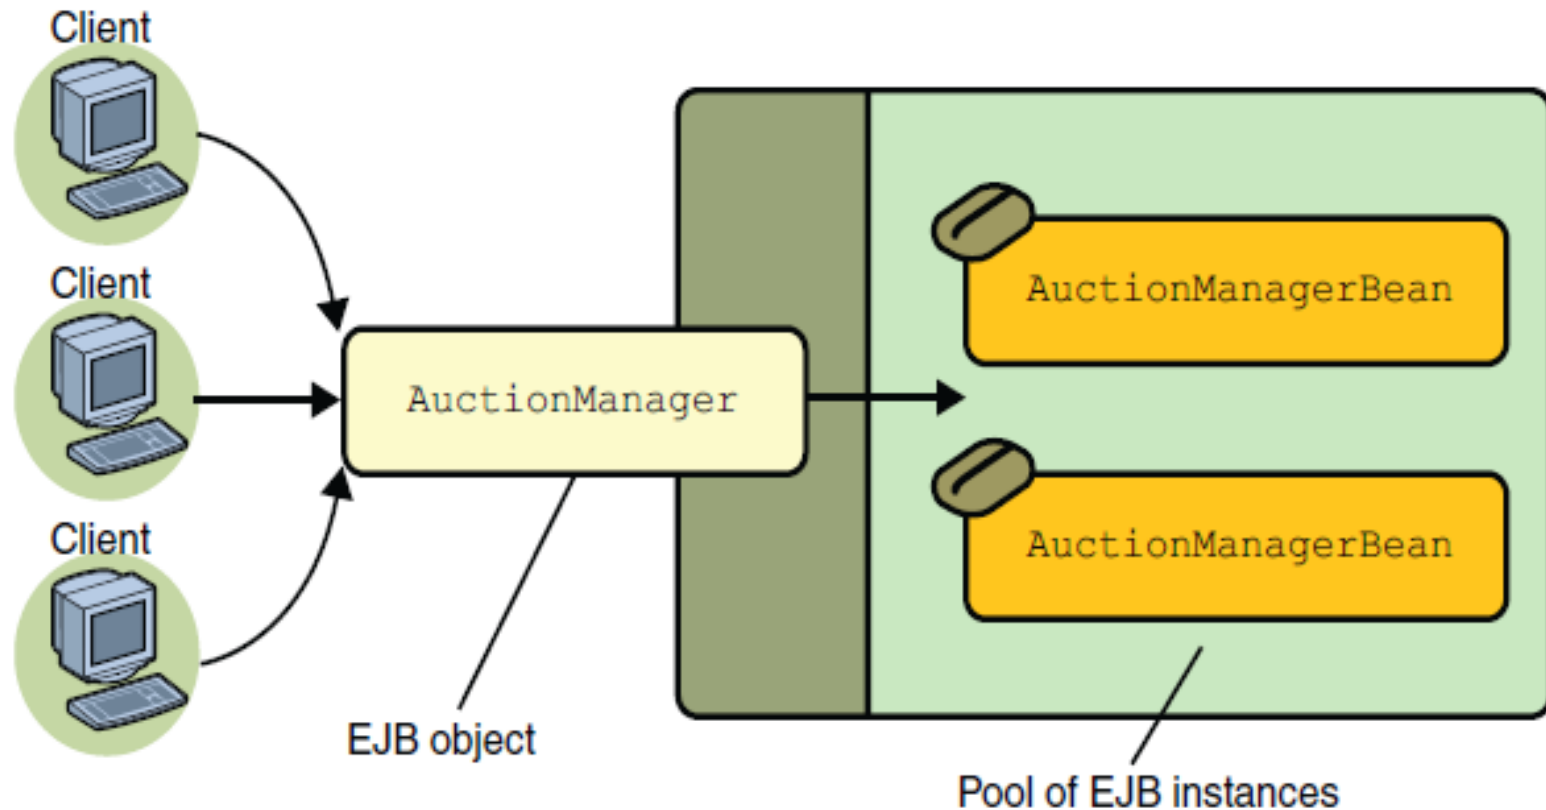 Client
Client
Client
AuctionManager
AuctionManagerBean
AuctionManagerBean
EJB object
Pool of EJB instances